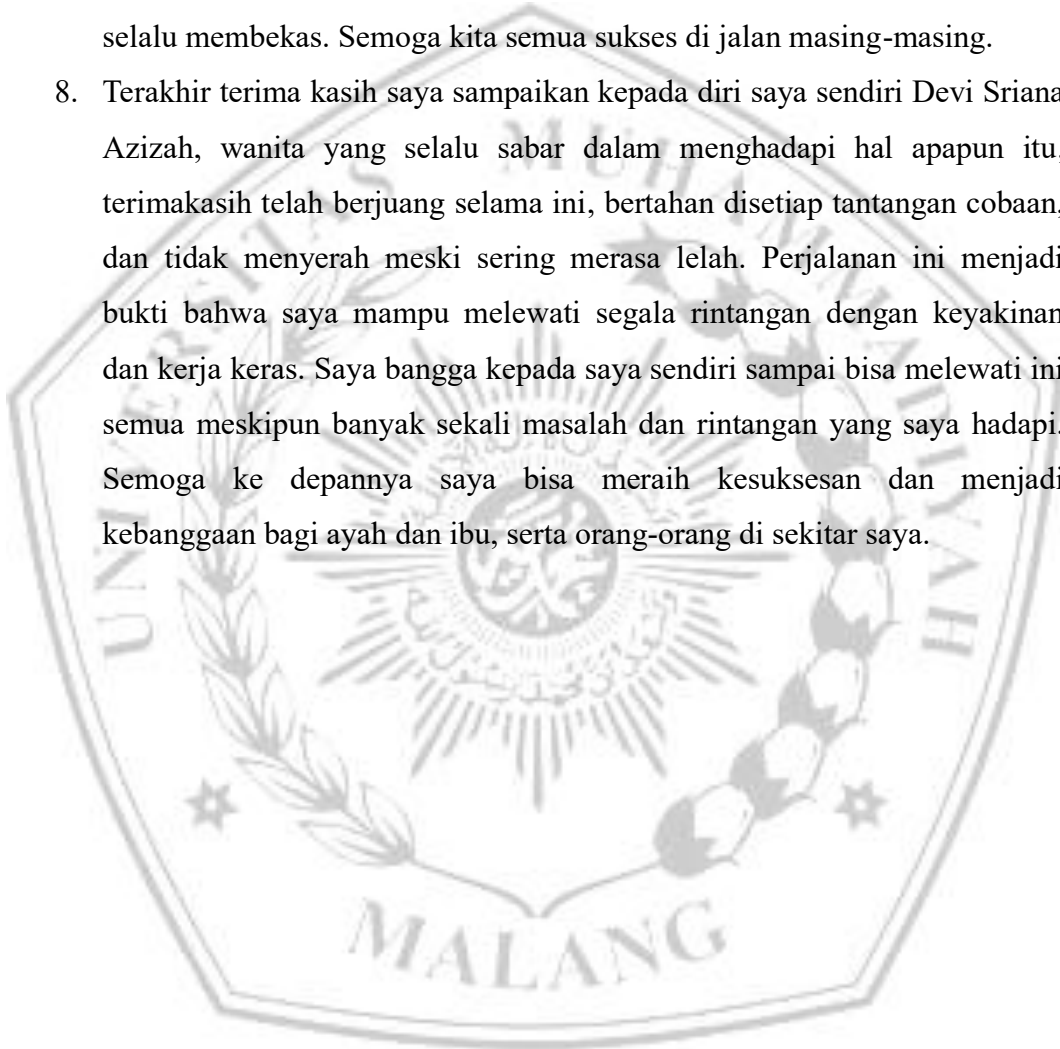 selalu membekas. Semoga kita semua sukses di jalan masing-masing.
8. Terakhir terima kasih saya sampaikan kepada diri saya sendiri Devi Sriana
Azizah, wanita yang selalu sabar dalam menghadapi hal apapun itu,
terimakasih telah berjuang selama ini, bertahan disetiap tantangan cobaan,
dan tidak menyerah meski sering merasa lelah. Perjalanan ini menjadi
bukti bahwa saya mampu melewati segala rintangan dengan keyakinan
dan kerja keras. Saya bangga kepada saya sendiri sampai bisa melewati ini
semua meskipun banyak sekali masalah dan rintangan yang saya hadapi.
Semoga ke depannya saya bisa meraih kesuksesan dan menjadi
kebanggaan bagi ayah dan ibu, serta orang-orang di sekitar saya.
UNIVERSITAS MUHAMMADIYAH
MALANG